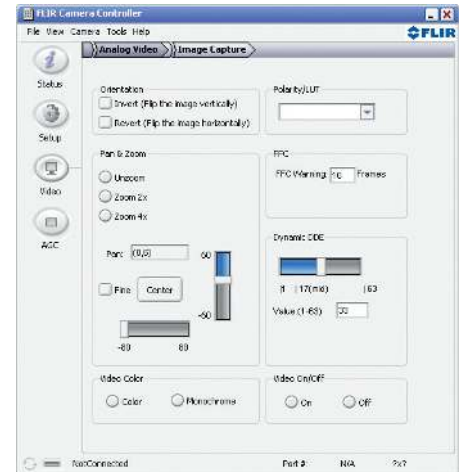 FLIR Camera Controller
File View Camera Tools Help
FLIR
Analog Video Image Capture
Status
Setup
Video
AGC
Orientation
Invert (Flip the image vertically)
Revert (Flip the image horizontally)
Polarity/LUT
Pan & Zoom
Unzoom
Zoom 2x
Zoom 4x
Pan:
60
Fine
Center
-60
-80 80
FFC
FFC Warning 16 Frames
Dynamic DDE
|1 |17(mid) |63
Value (1-63)
Video Color
Color Monochrome
Video On/Off
On Off
NotConnected Port #: N/A ?x?